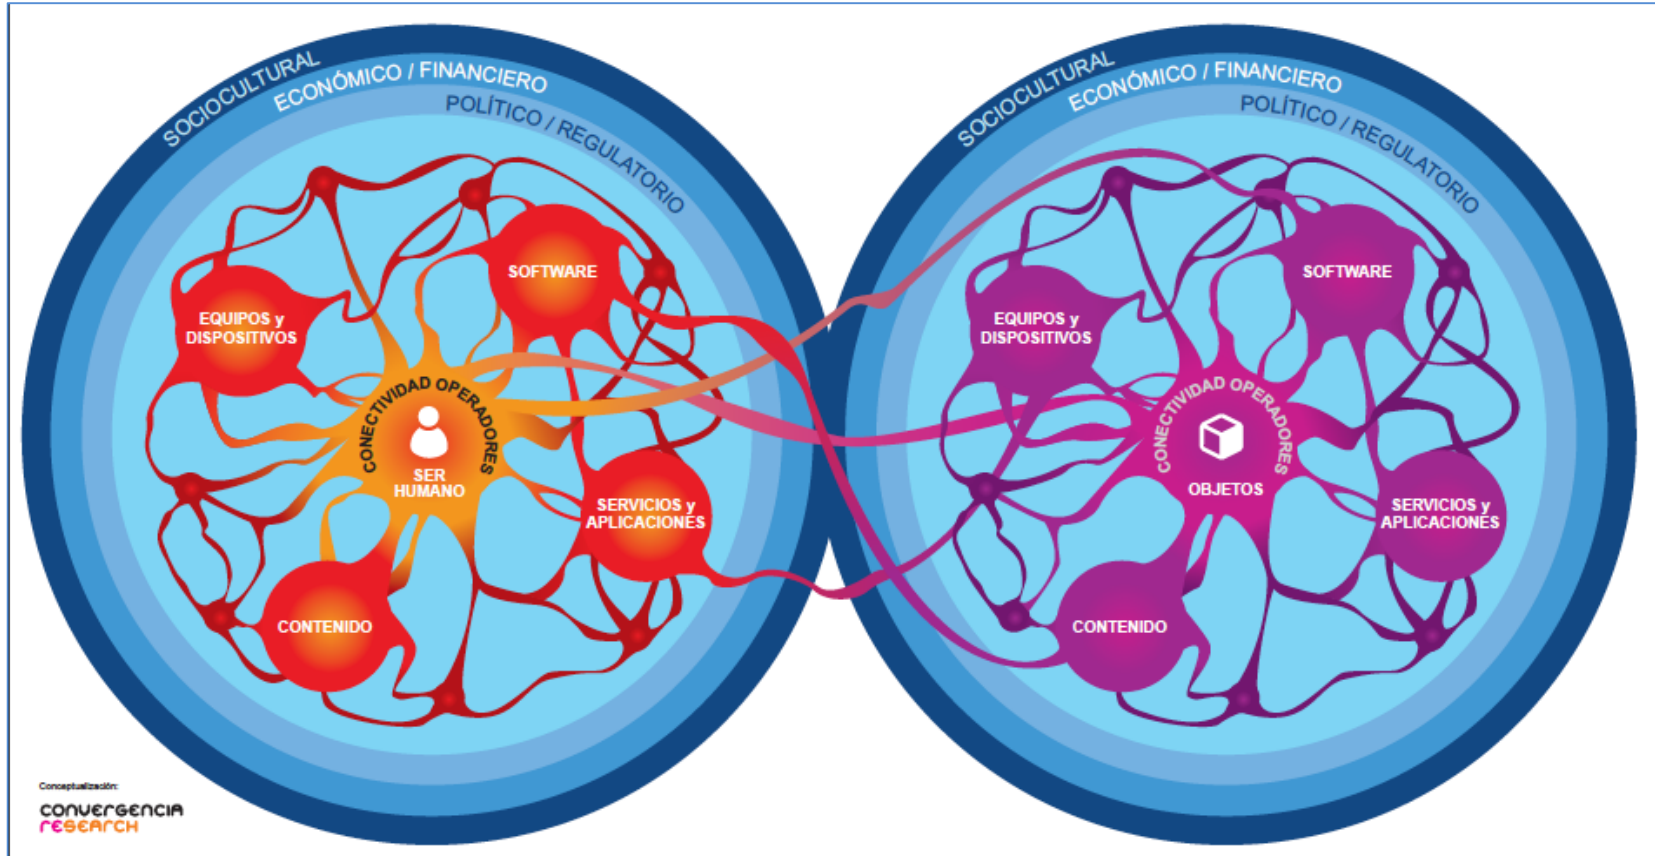 SOCIOCULTURAL
ECONÓMICO / FINANCIERO
POLÍTICO / REGULATORIO
SOFTWARE
EQUIPOS y
DISPOSITIVOS
CONECTIVIDAD OPERADORES
SER
HUMANO
SERVICIOS y
APLICACIONES
CONTENIDO
SOCIOCULTURAL
ECONÓMICO / FINANCIERO
POLÍTICO / REGULATORIO
SOFTWARE
EQUIPOS y
DISPOSITIVOS
CONECTIVIDAD OPERADORES
OBJETOS
SERVICIOS y
APLICACIONES
CONTENIDO
Conceptualización:
CONVERGENCIA
RESEARCH